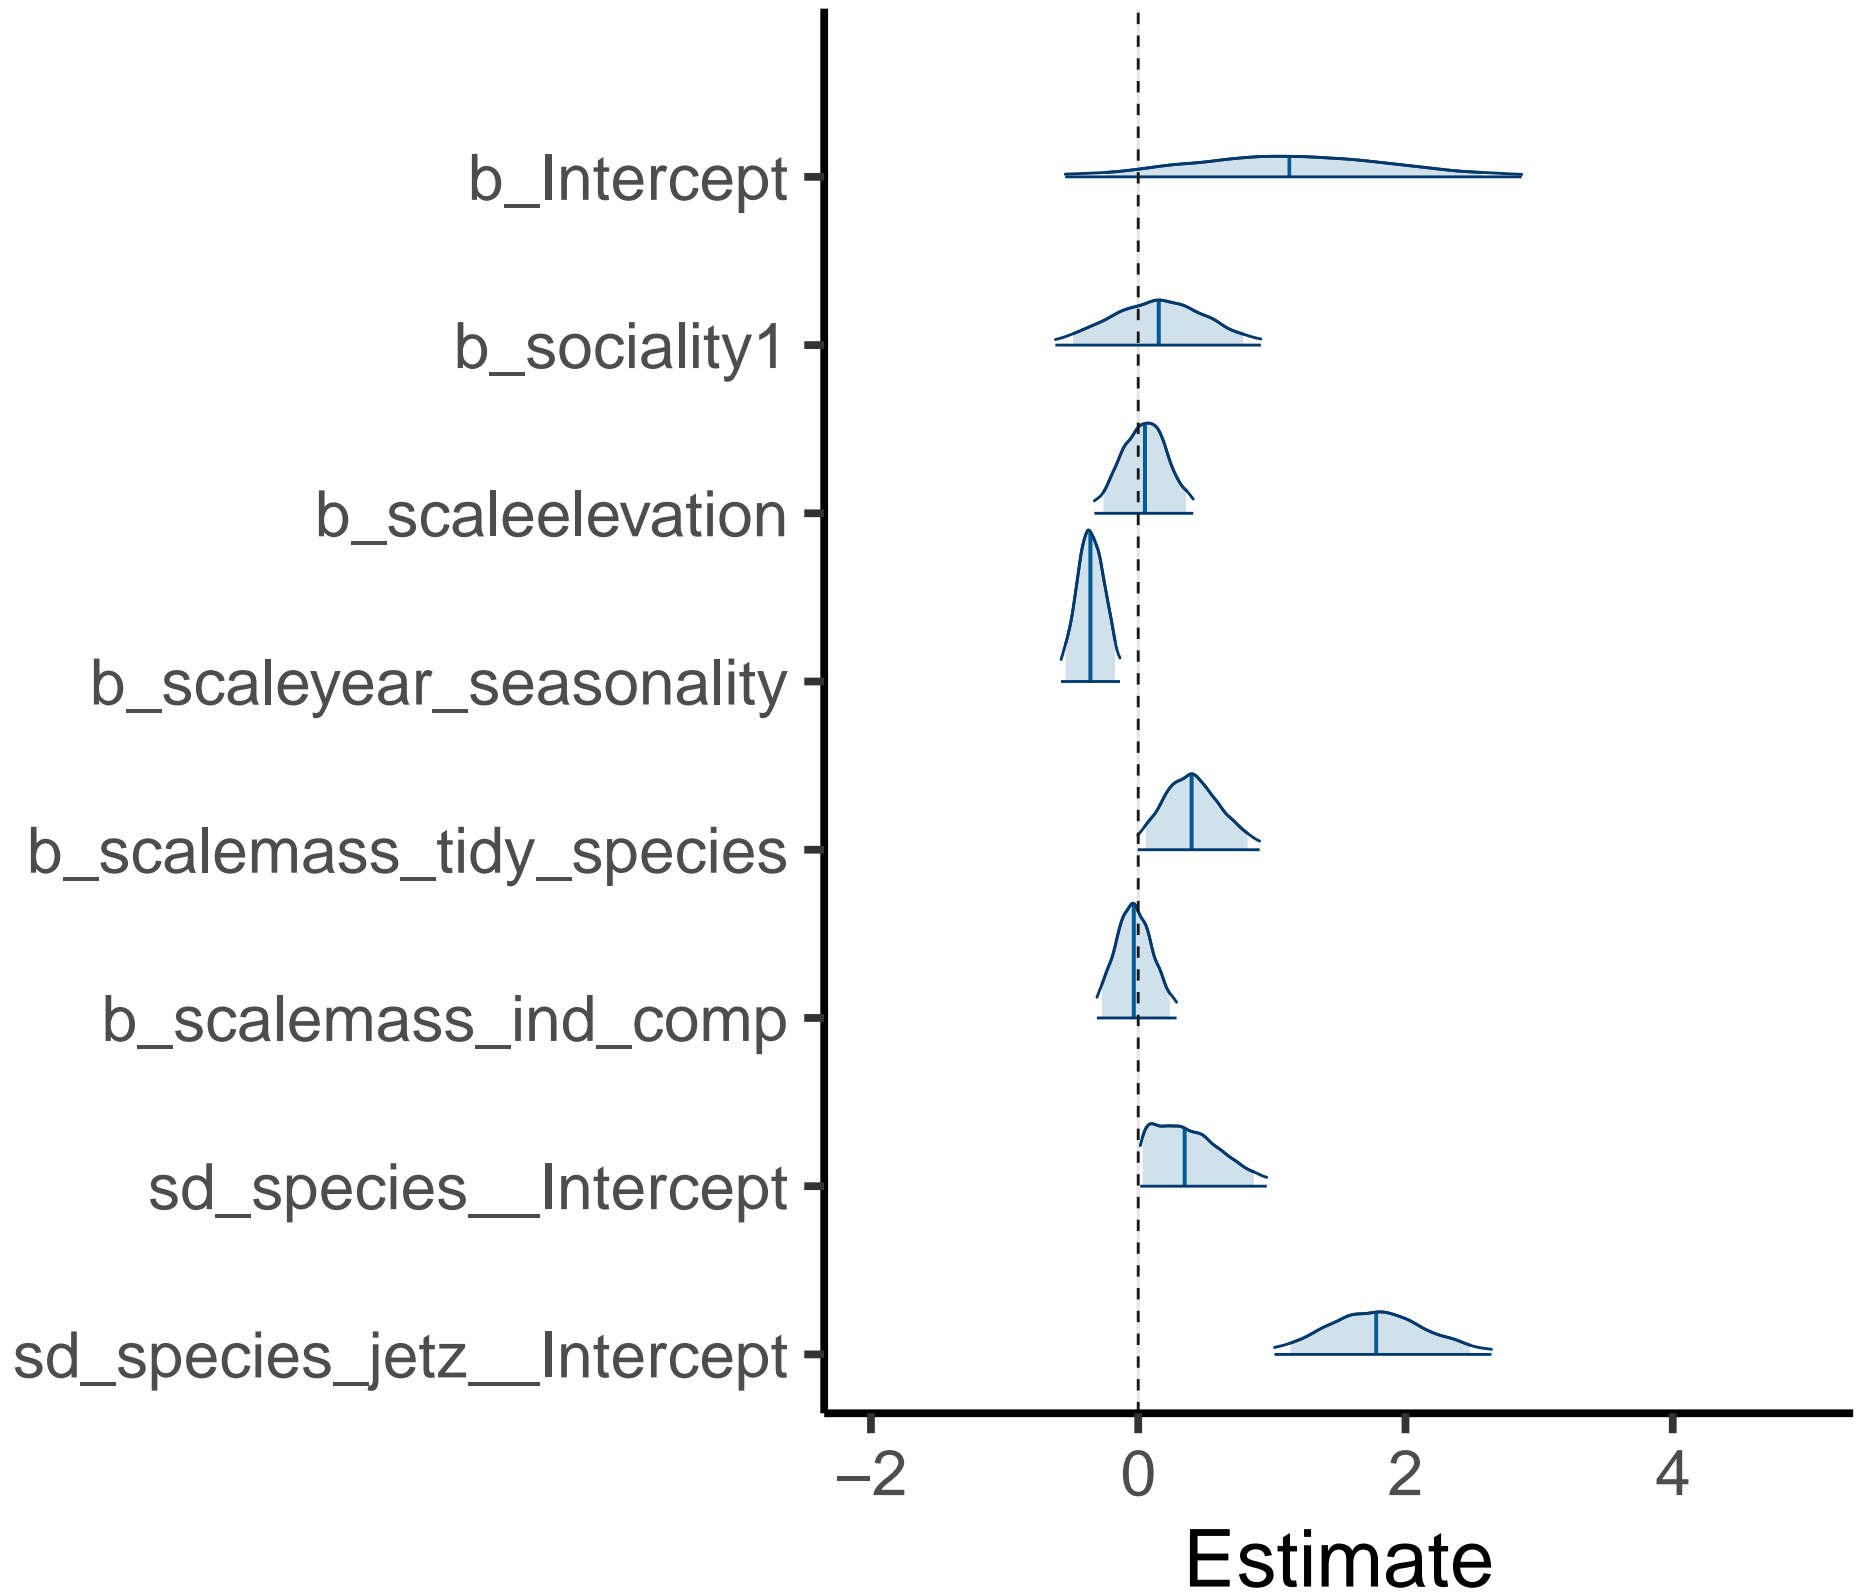 b_Intercept
b_sociality1
b_scaleelevation
b_scaleyear_seasonality
b_scalemass_tidy_species
b_scalemass_ind_comp
sd_species__Intercept
sd_species_jetz__Intercept
−2 0 2 4
Estimate